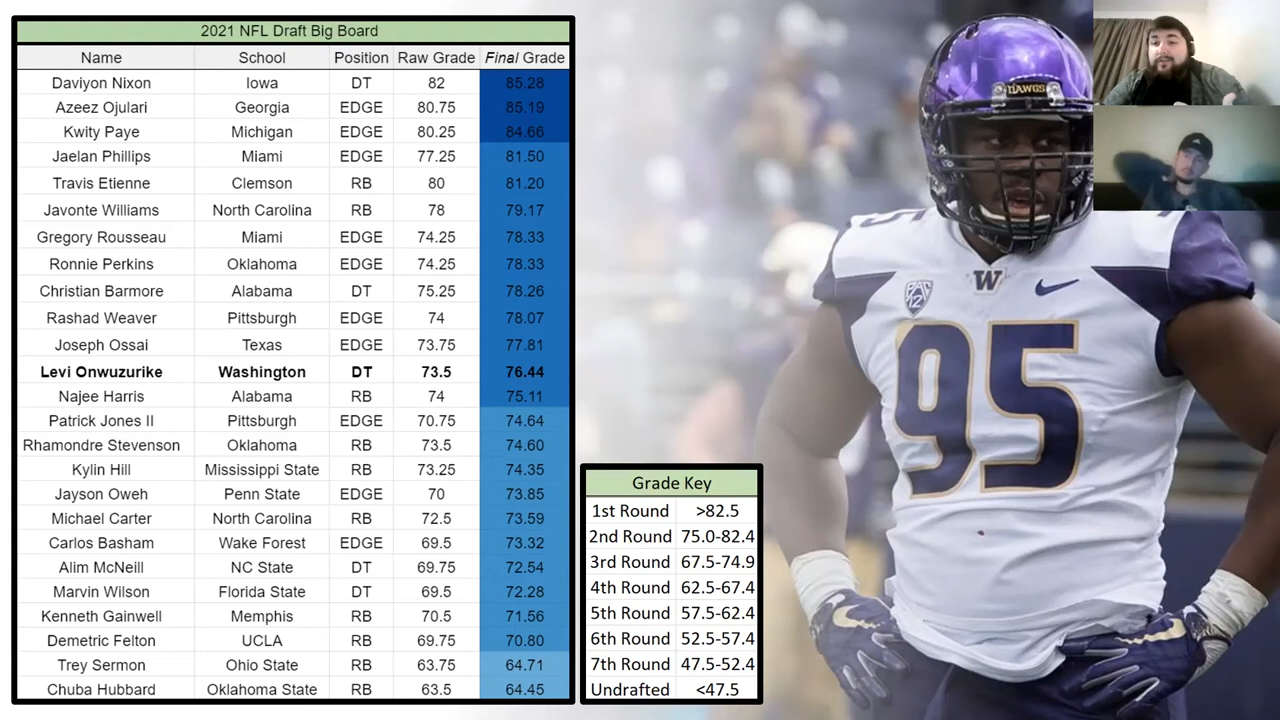 2021 NFL Draft Big Board
Name School Position Raw Grade Final Grade
Daviyon Nixon Iowa DT 82 85.28
Azeez Ojulari Georgia EDGE 80.75 85.19
Kwity Paye Michigan EDGE 80.25 84.66
Jaelan Phillips Miami EDGE 77.25 81.50
Travis Etienne Clemson RB 80 81.20
Javonte Williams North Carolina RB 78 79.17
Gregory Rousseau Miami EDGE 74.25 78.33
Ronnie Perkins Oklahoma EDGE 74.25 78.33
Christian Barmore Alabama DT 75.25 78.26
Rashad Weaver Pittsburgh EDGE 74 78.07
Joseph Ossai Texas EDGE 73.75 77.81
Levi Onwuzurike Washington DT 73.5 76.44
Najee Harris Alabama RB 74 75.11
Patrick Jones II Pittsburgh EDGE 70.75 74.64
Rhamondre Stevenson Oklahoma RB 73.5 74.60
Kylin Hill Mississippi State RB 73.25 74.35
Jayson Oweh Penn State EDGE 70 73.85
Michael Carter North Carolina RB 72.5 73.59
Carlos Basham Wake Forest EDGE 69.5 73.32
Alim McNeill NC State DT 69.75 72.54
Marvin Wilson Florida State DT 69.5 72.28
Kenneth Gainwell Memphis RB 70.5 71.56
Demetric Felton UCLA RB 69.75 70.80
Trey Sermon Ohio State RB 63.75 64.71
Chuba Hubbard Oklahoma State RB 63.5 64.45
Grade Key
1st Round >82.5
2nd Round 75.0-82.4
3rd Round 67.5-74.9
4th Round 62.5-67.4
5th Round 57.5-62.4
6th Round 52.5-57.4
7th Round 47.5-52.4
Undrafted <47.5
DAWGS
95
W
PAC
12
95